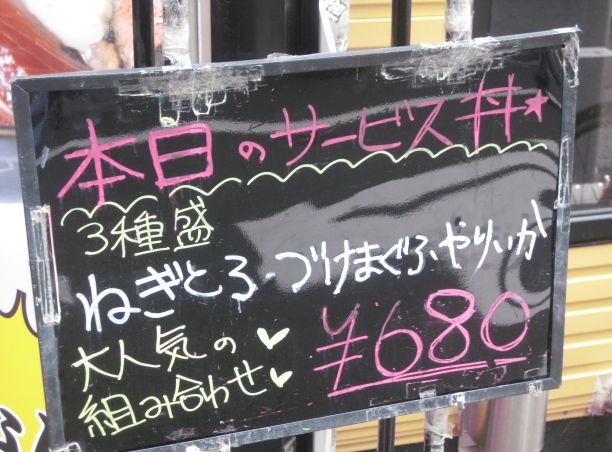 本日のサービス丼★
3種盛
ねぎとろ・づけまぐろ・やりいか
大人気の♥
組み合わせ♥
¥680